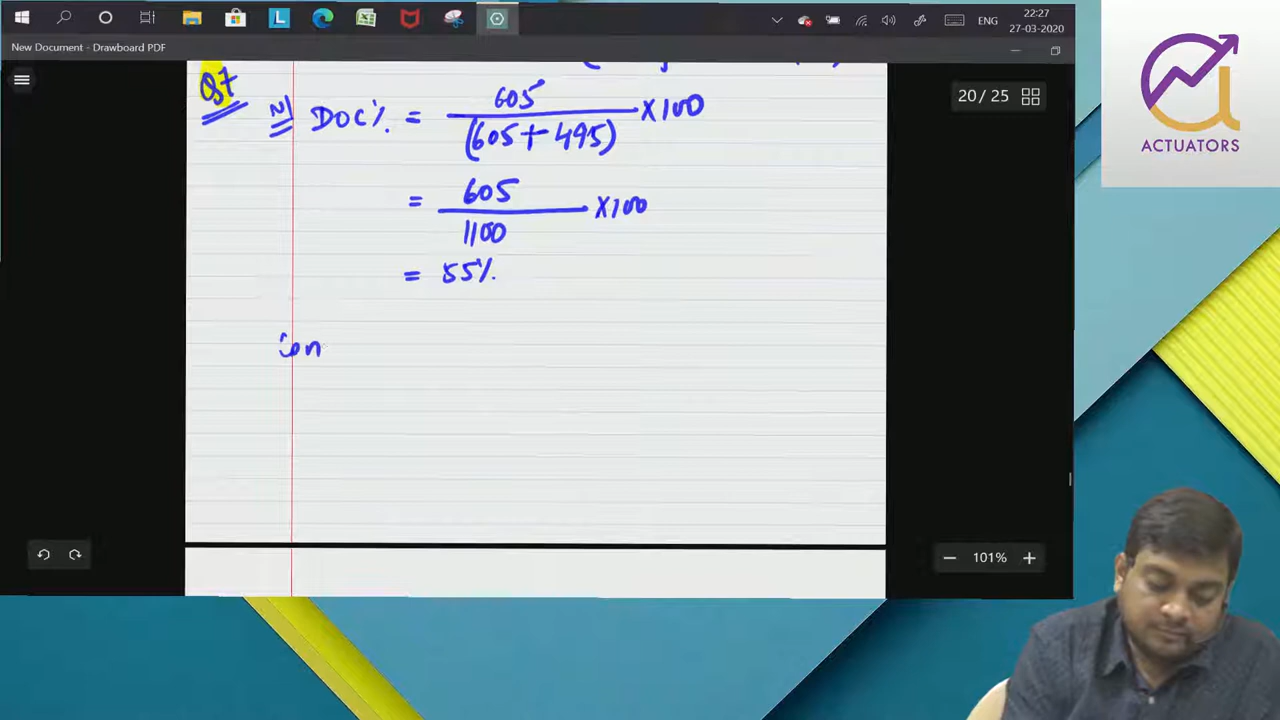 22:27
ENG
27-03-2020
New Document - Drawboard PDF
20 / 25
ACTUATORS
Q7
N DOC% = 605 / (605 + 495) X100
= 605 / 1100 X100
= 55%.
con
101%